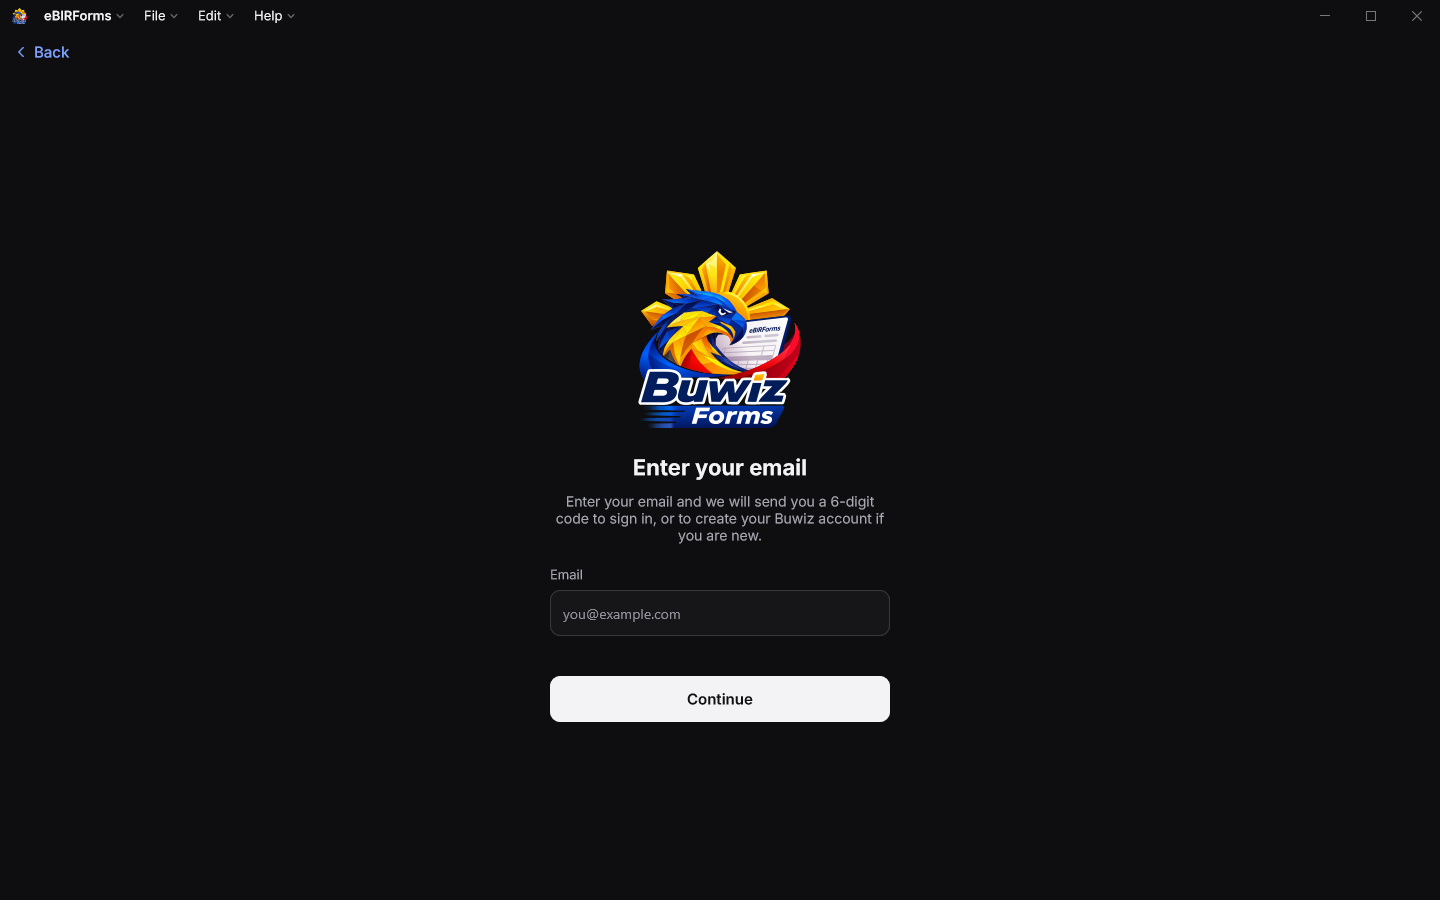 eBIRForms File Edit Help
Back
eBIRForms
Buwiz
Forms
Enter your email
Enter your email and we will send you a 6-digit
code to sign in, or to create your Buwiz account if
you are new.
Email
you@example.com
Continue